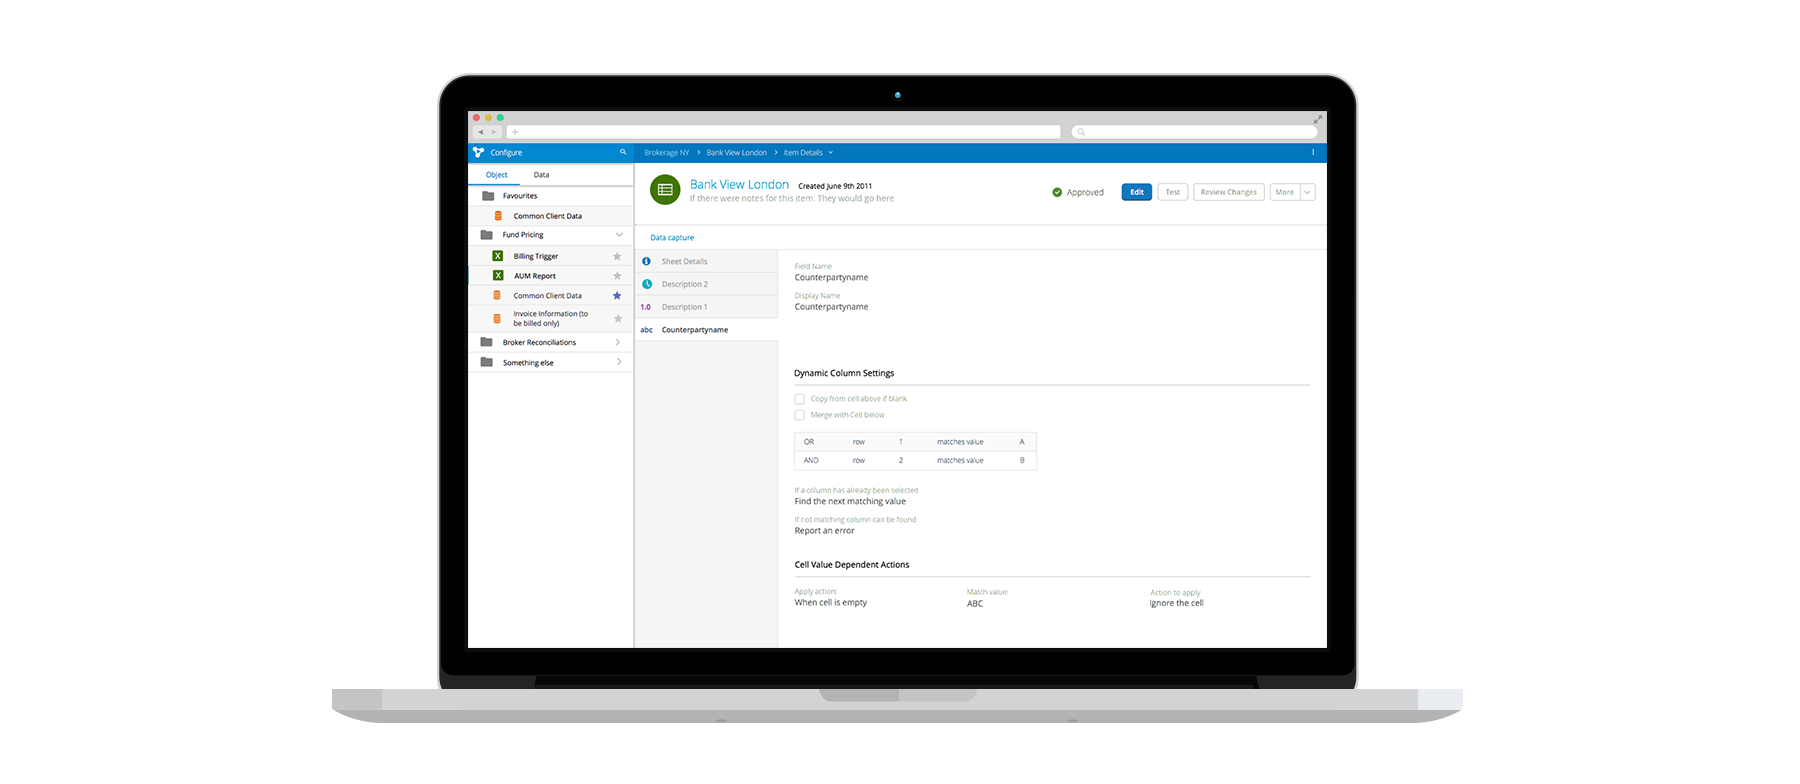 Configure
Brokerage NY > Bank View London > Item Details
Object Data
Favourites
Common Client Data
Fund Pricing
Billing Trigger
AUM Report
Common Client Data
Invoice Information (to
be billed only)
Broker Reconciliations
Something else
Bank View London Created June 9th 2011
If there were notes for this item. They would go here
Approved Edit Test Review Changes More
Data capture
Sheet Details
Description 2
1.0 Description 1
abc Counterpartyname
Field Name
Counterpartyname
Display Name
Counterpartyname
Dynamic Column Settings
Copy from cell above if blank
Merge with Cell below
OR row 1 matches value A
AND row 2 matches value B
If a column has already been selected
Find the next matching value
If not matching column can be found
Report an error
Cell Value Dependent Actions
Apply action: Match value: Action to apply
When cell is empty ABC Ignore the cell